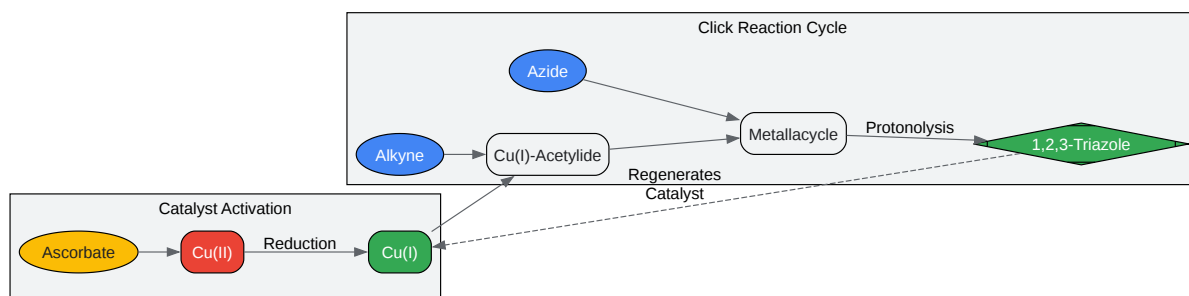 Click Reaction Cycle
Azide
Metallacycle
Protonolysis
1,2,3-Triazole
Alkyne
Cu(I)-Acetylide
Regenerates
Catalyst
Catalyst Activation
Ascorbate
Cu(II)
Reduction
Cu(I)